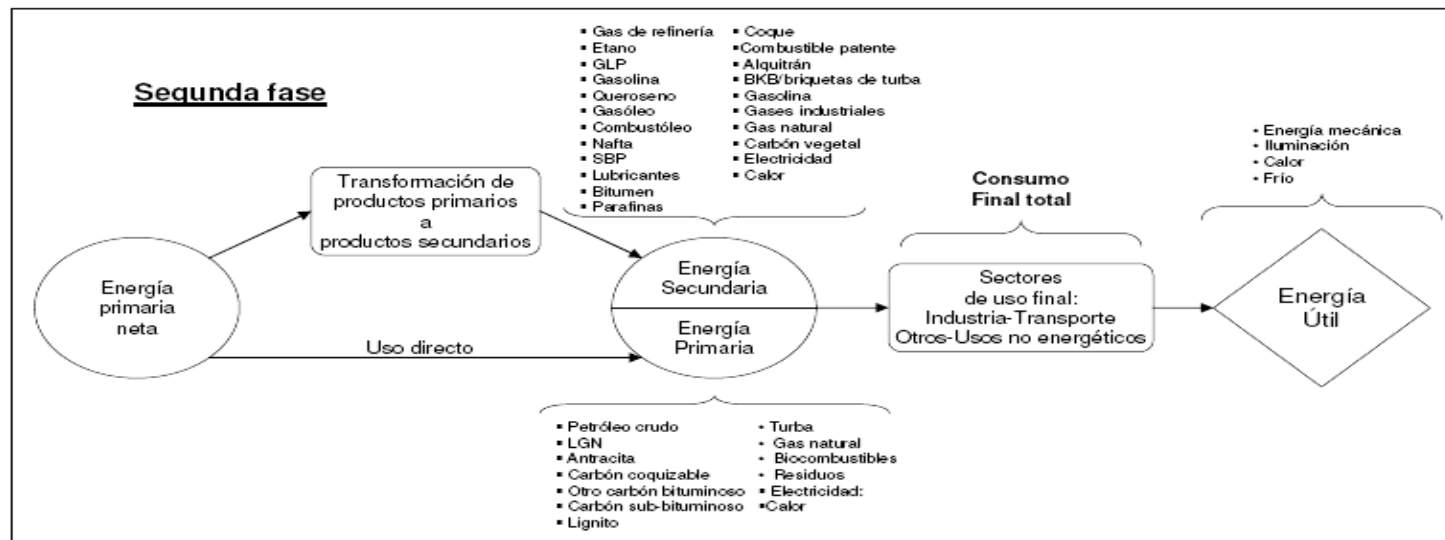 Segunda fase
▪ Gas de refinería
▪ Etano
▪ GLP
▪ Gasolina
▪ Queroseno
▪ Gasóleo
▪ Combustóleo
▪ Nafta
▪ SBP
▪ Lubricantes
▪ Bitumen
▪ Parafinas
▪ Coque
▪Combustible patente
▪ Alquitrán
▪ BKB/briquetas de turba
▪ Gasolina
▪ Gases industriales
▪ Gas natural
▪ Carbón vegetal
▪ Electricidad
▪ Calor
• Energía mecánica
• Iluminación
• Calor
• Frío
Transformación de
productos primarios
a
productos secundarios
Consumo
Final total
Energía
primaria
neta
Uso directo
Energía
Secundaria
Energía
Primaria
Sectores
de uso final:
Industria-Transporte
Otros-Usos no energéticos
Energía
Útil
▪ Petróleo crudo
▪ LGN
▪ Antracita
▪ Carbón coquizable
▪ Otro carbón bituminoso
▪ Carbón sub-bituminoso
▪ Lignito
• Turba
• Gas natural
• Biocombustibles
• Residuos
▪ Electricidad:
▪Calor